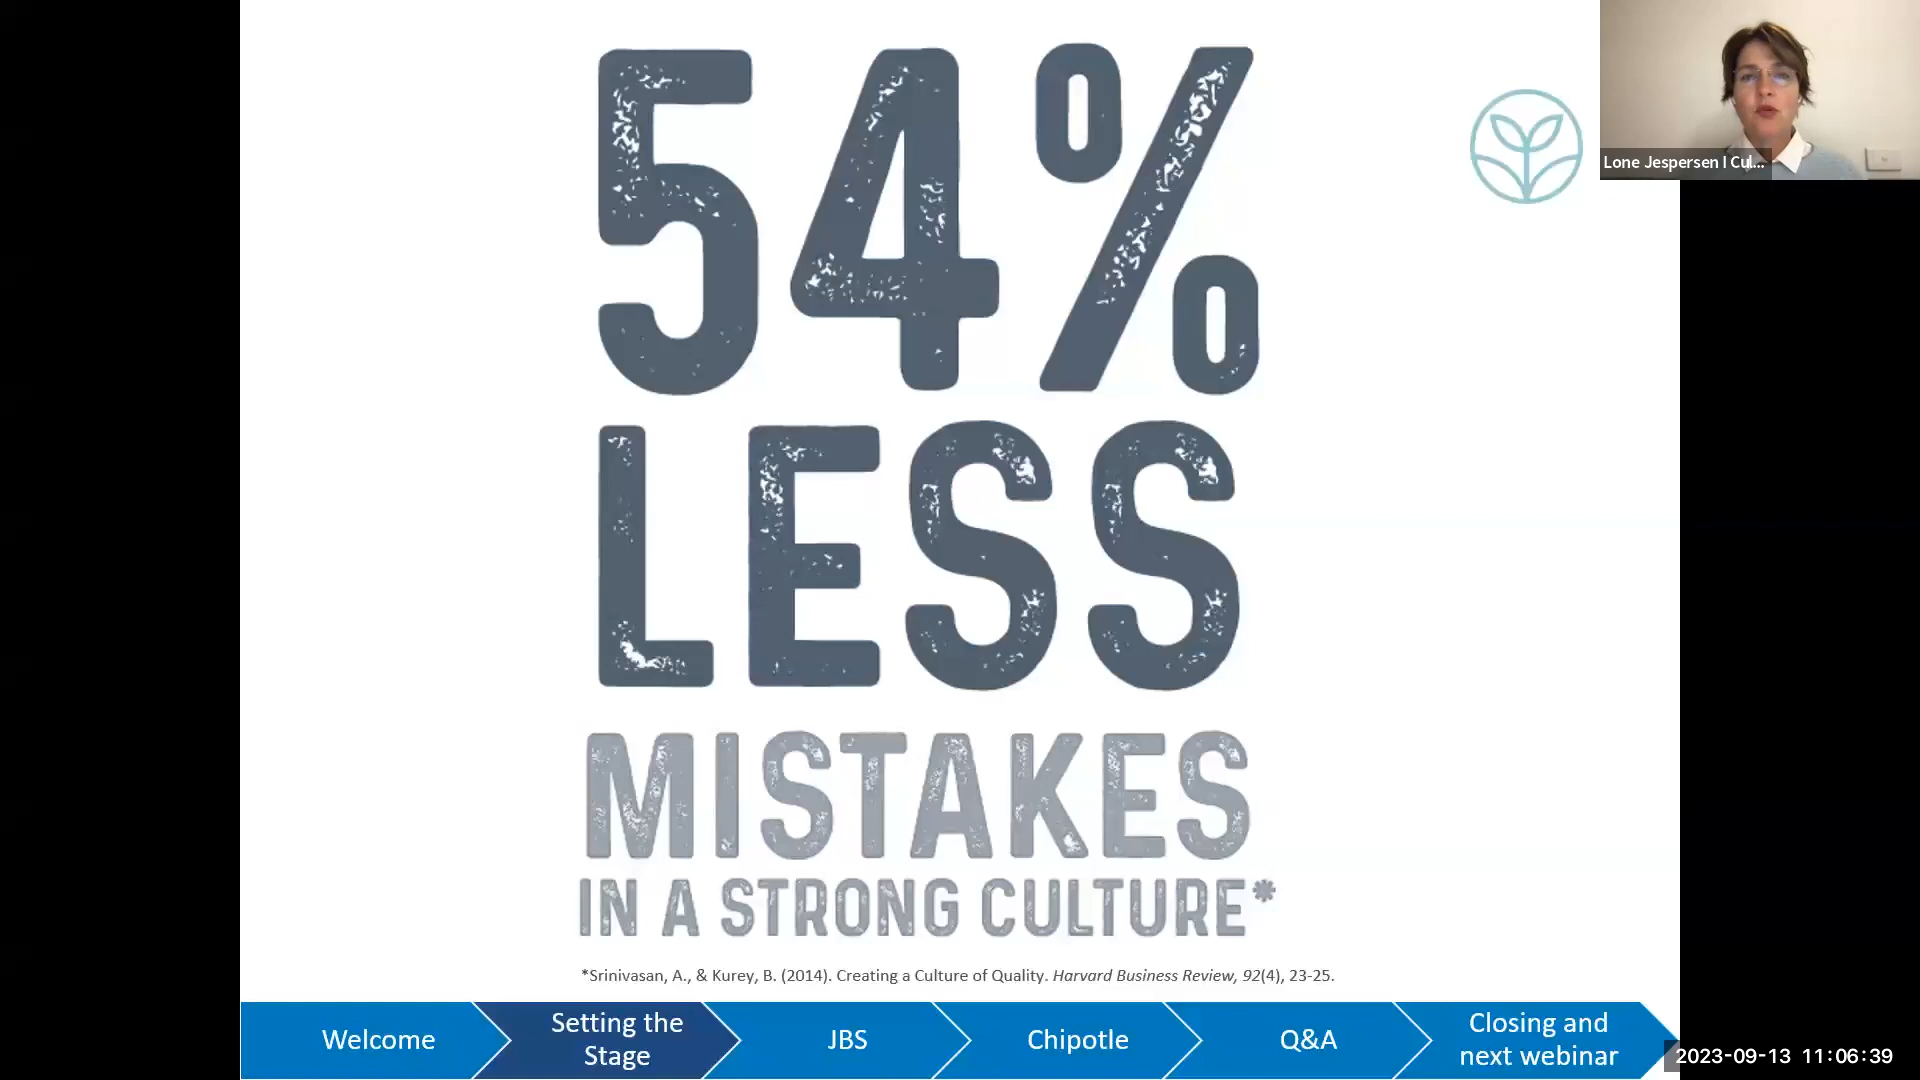 54%
LESS
MISTAKES
IN A STRONG CULTURE*
*Srinivasan, A., & Kurey, B. (2014). Creating a Culture of Quality. Harvard Business Review, 92(4), 23-25.
Lone Jespersen I Cul...
Welcome
Setting the
Stage
JBS
Chipotle
Q&A
Closing and
next webinar
2023-09-13 11:06:39